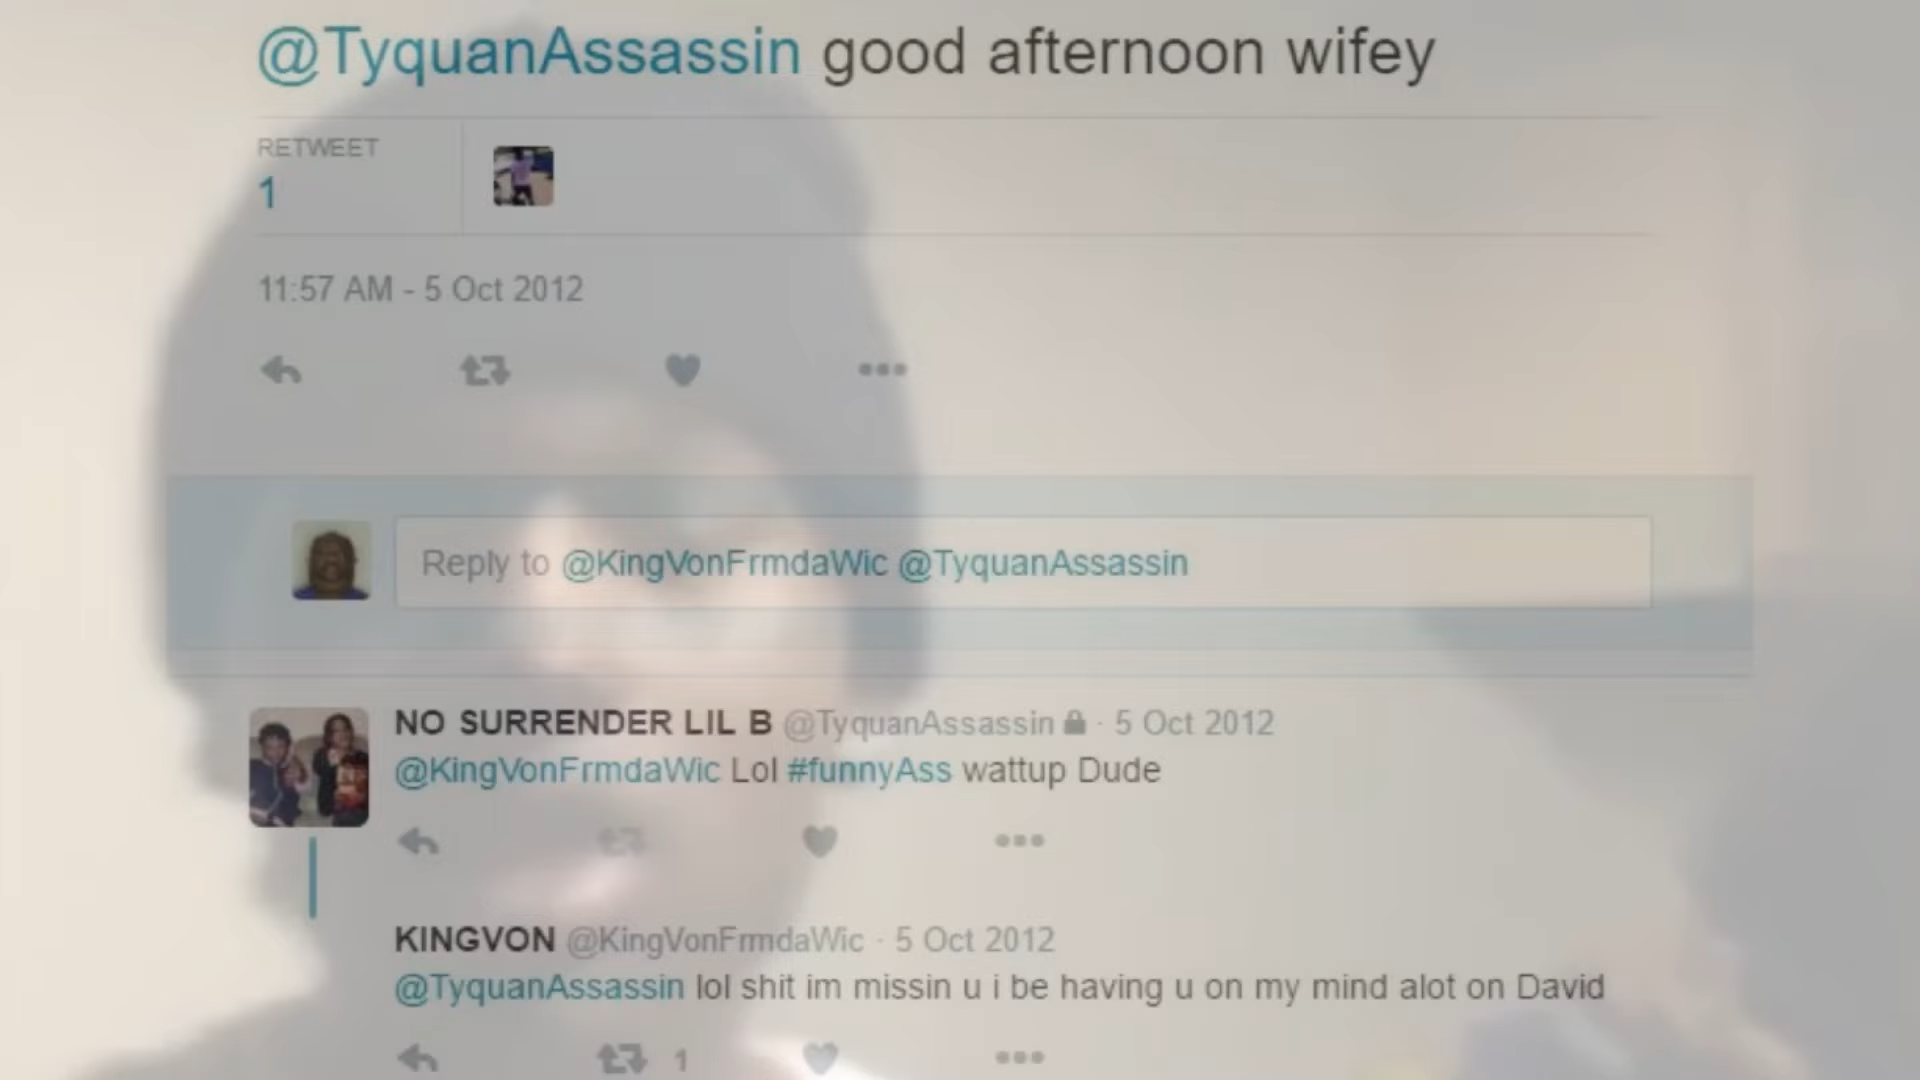 @TyquanAssassin good afternoon wifey
RETWEET
1
11:57 AM - 5 Oct 2012
Reply to @KingVonFrmdaWic @TyquanAssassin
NO SURRENDER LIL B @TyquanAssassin · 5 Oct 2012
@KingVonFrmdaWic Lol #funnyAss wattup Dude
KINGVON @KingVonFrmdaWic · 5 Oct 2012
@TyquanAssassin lol shit im missin u i be having u on my mind alot on David
1